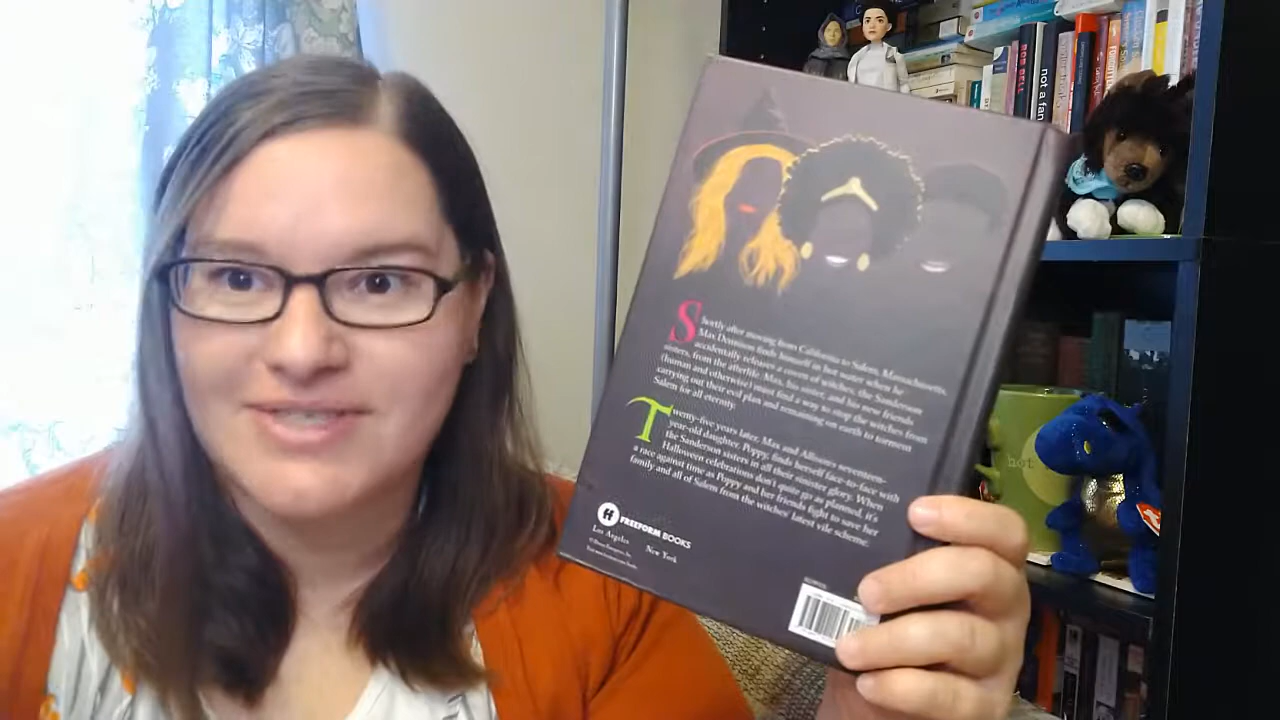 Shortly after moving from California to Salem, Massachusetts,
Max Dennison finds himself in hot water when he
accidentally releases a coven of witches, the Sanderson
sisters, from the afterlife. Max, his sister, and his new friends
(human and otherwise) must find a way to stop the witches from
carrying out their evil plan and remaining on earth to torment
Salem for all eternity.
Twenty-five years later, Max and Allison's seventeen-
year-old daughter, Poppy, finds herself face-to-face with
the Sanderson sisters in all their sinister glory. When
Halloween celebrations don't quite go as planned, it's
a race against time as Poppy and her friends fight to save her
family and all of Salem from the witches' latest vile scheme.
FREEFORM BOOKS
Los Angeles New York
not a fan
ROB BELL
hot